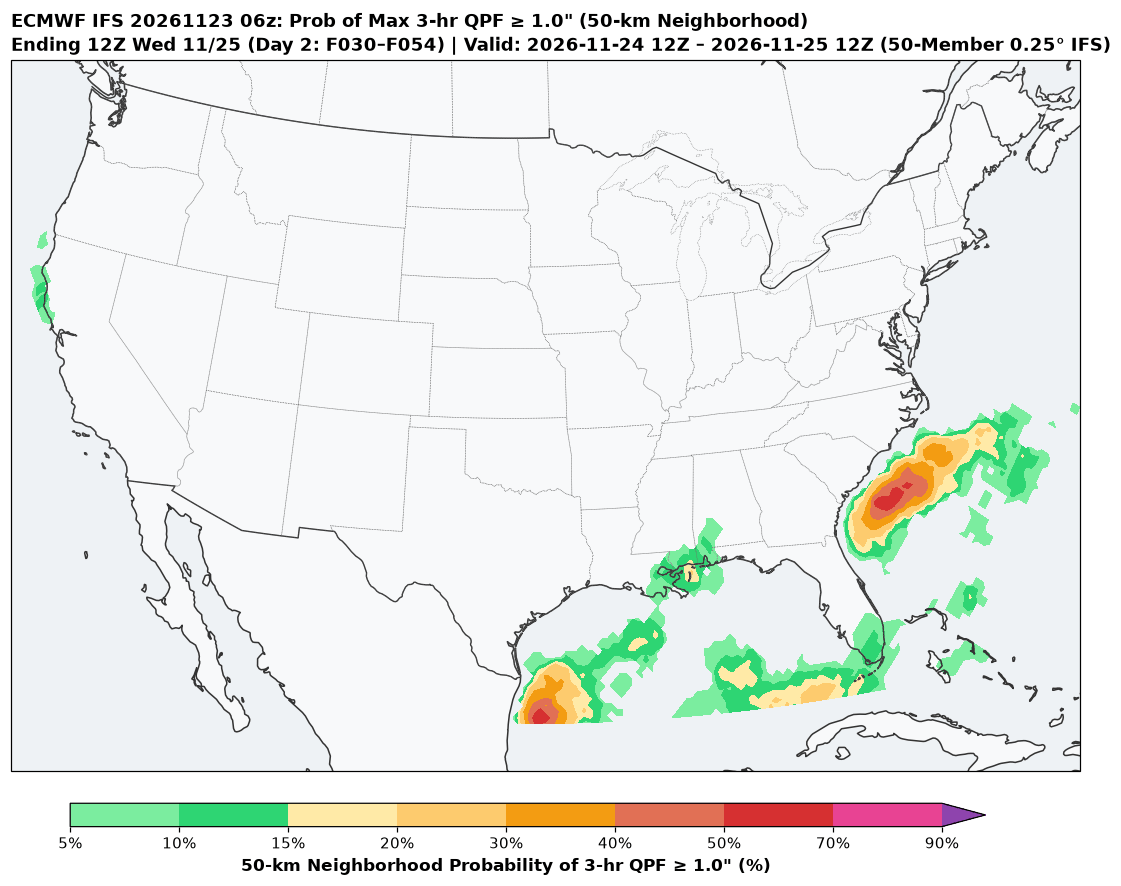 ECMWF IFS 20261123 06z: Prob of Max 3-hr QPF ≥ 1.0" (50-km Neighborhood)
Ending 12Z Wed 11/25 (Day 2: F030–F054) | Valid: 2026-11-24 12Z – 2026-11-25 12Z (50-Member 0.25° IFS)
5% 10% 15% 20% 30% 40% 50% 70% 90%
50-km Neighborhood Probability of 3-hr QPF ≥ 1.0" (%)